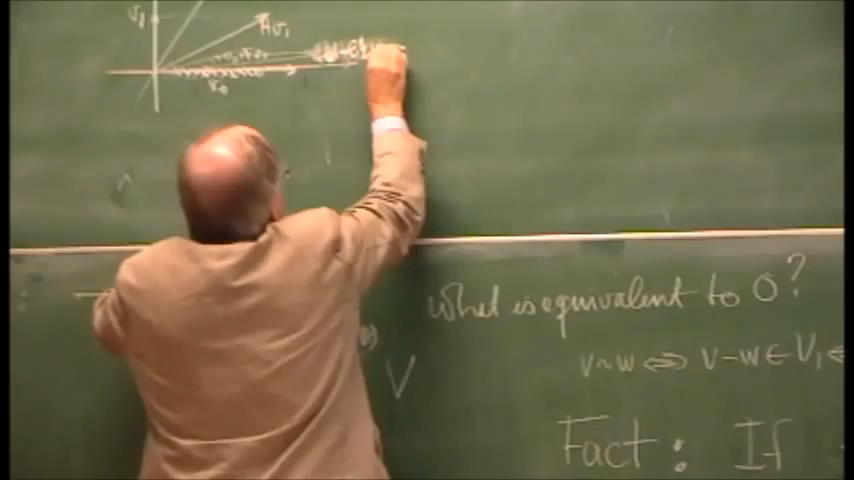 v₁
Av₁
v₀
V
What is equivalent to 0?
v~w ⇔ v-w ∈ V₁ ⇔
Fact: If